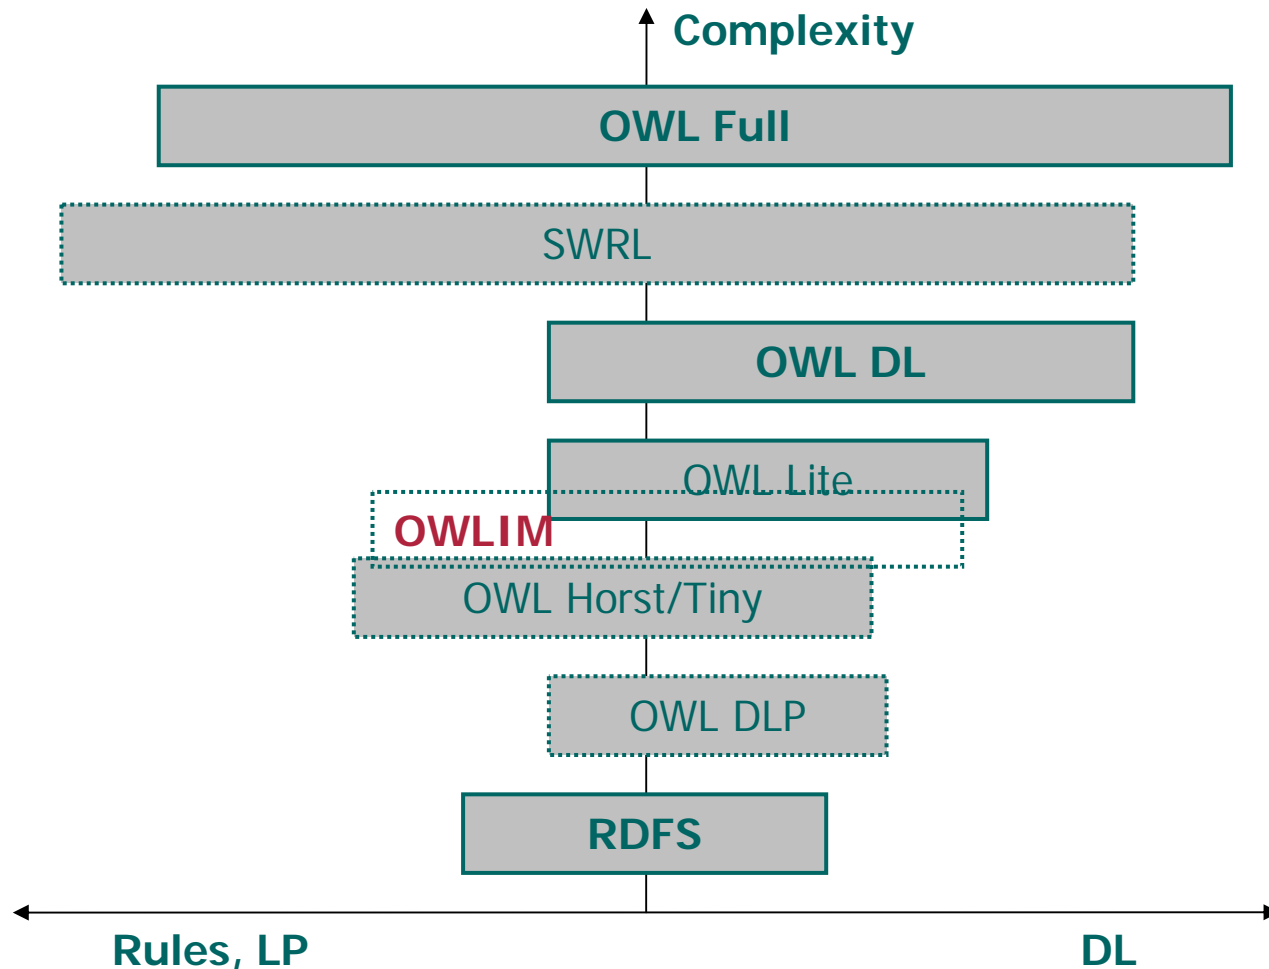 Complexity
OWL Full
SWRL
OWL DL
OWL Lite
OWLIM
OWL Horst/Tiny
OWL DLP
RDFS
Rules, LP
DL